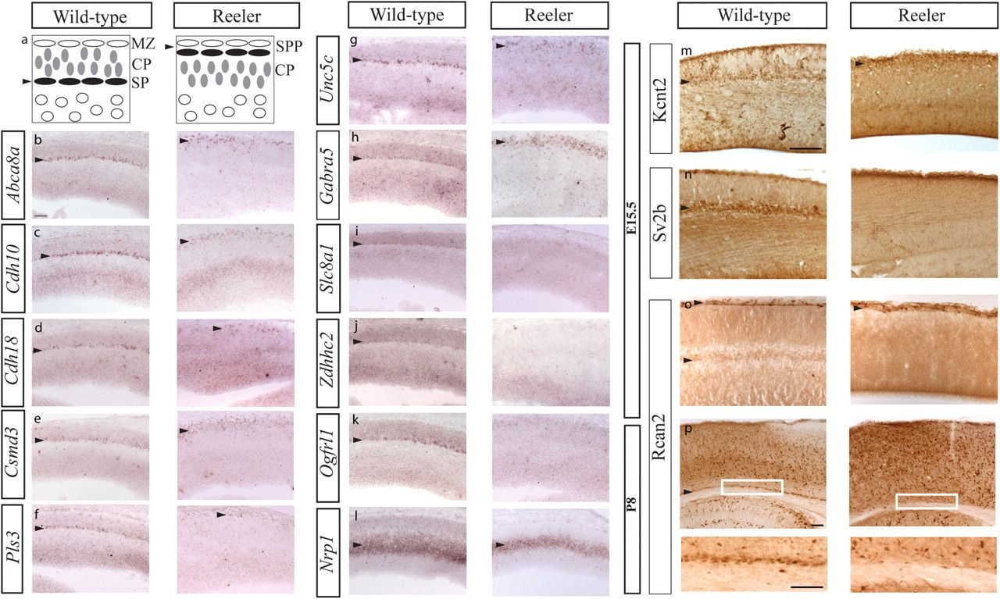 Wild-type
Reeler
Wild-type
Reeler
Wild-type
Reeler
a
MZ
CP
SP
SPP
CP
Abca8a
b
Cdh10
c
Cdh18
d
Csmd3
e
Pls3
f
Unc5c
g
Gabra5
h
Slc8a1
i
Zdhhc2
j
Ogfrl1
k
Nrp1
l
E15.5
P8
Kcnt2
m
Sv2b
n
Rcan2
o
p